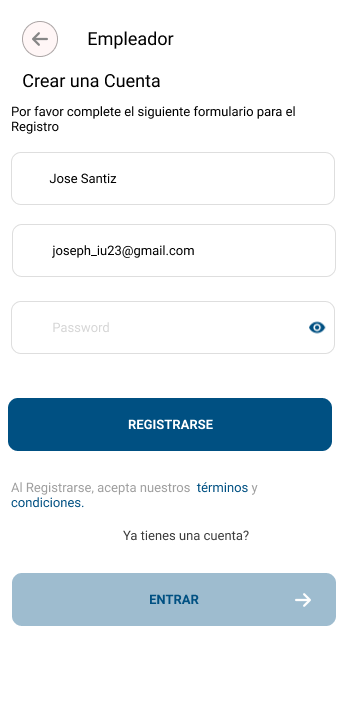 Empleador
Crear una Cuenta
Por favor complete el siguiente formulario para el
Registro
Jose Santiz
joseph_iu23@gmail.com
Password
REGISTRARSE
Al Registrarse, acepta nuestros términos y
condiciones.
Ya tienes una cuenta?
ENTRAR